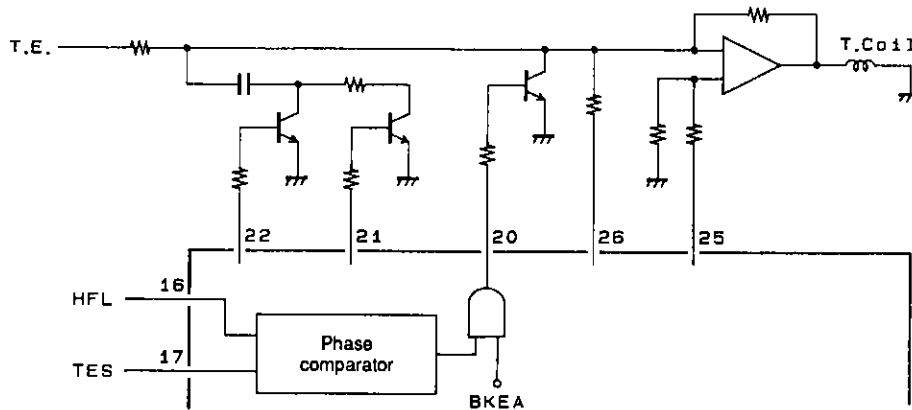 T.E.
T.Coil
22
21
20
26
25
HFL
16
Phase
comparator
TES
17
BKEA